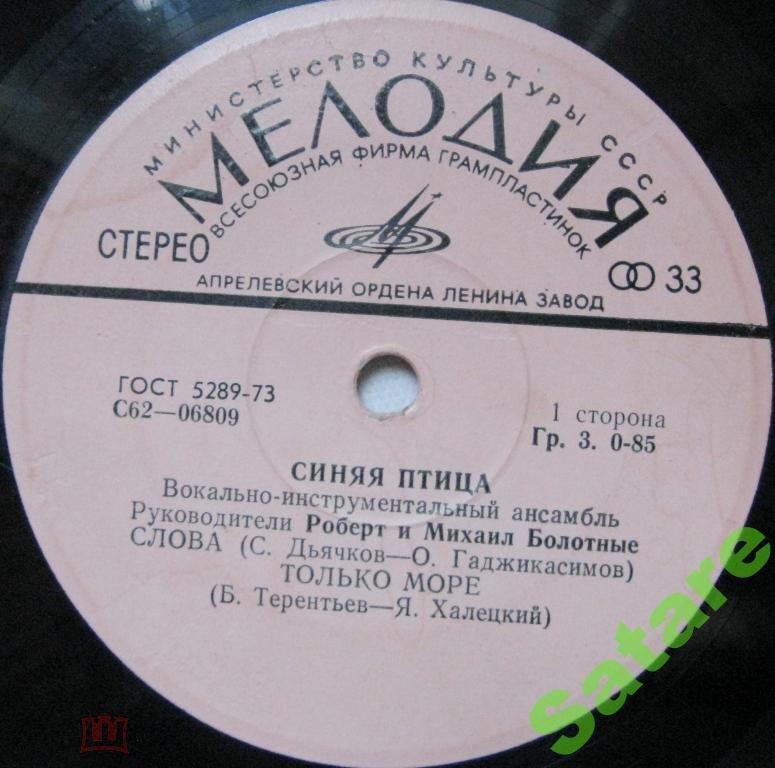 МИНИСТЕРСТВО КУЛЬТУРЫ СССР
МЕЛОДИЯ
ВСЕСОЮЗНАЯ ФИРМА ГРАМПЛАСТИНОК
СТЕРЕО
33
АПРЕЛЕВСКИЙ ОРДЕНА ЛЕНИНА ЗАВОД
ГОСТ 5289-73
С62—06809
1 сторона
Гр. 3. 0-85
СИНЯЯ ПТИЦА
Вокально-инструментальный ансамбль
Руководители Роберт и Михаил Болотные
СЛОВА (С. Дьячков—О. Гаджикасимов)
ТОЛЬКО МОРЕ
(Б. Терентьев—Я. Халецкий)
Satare